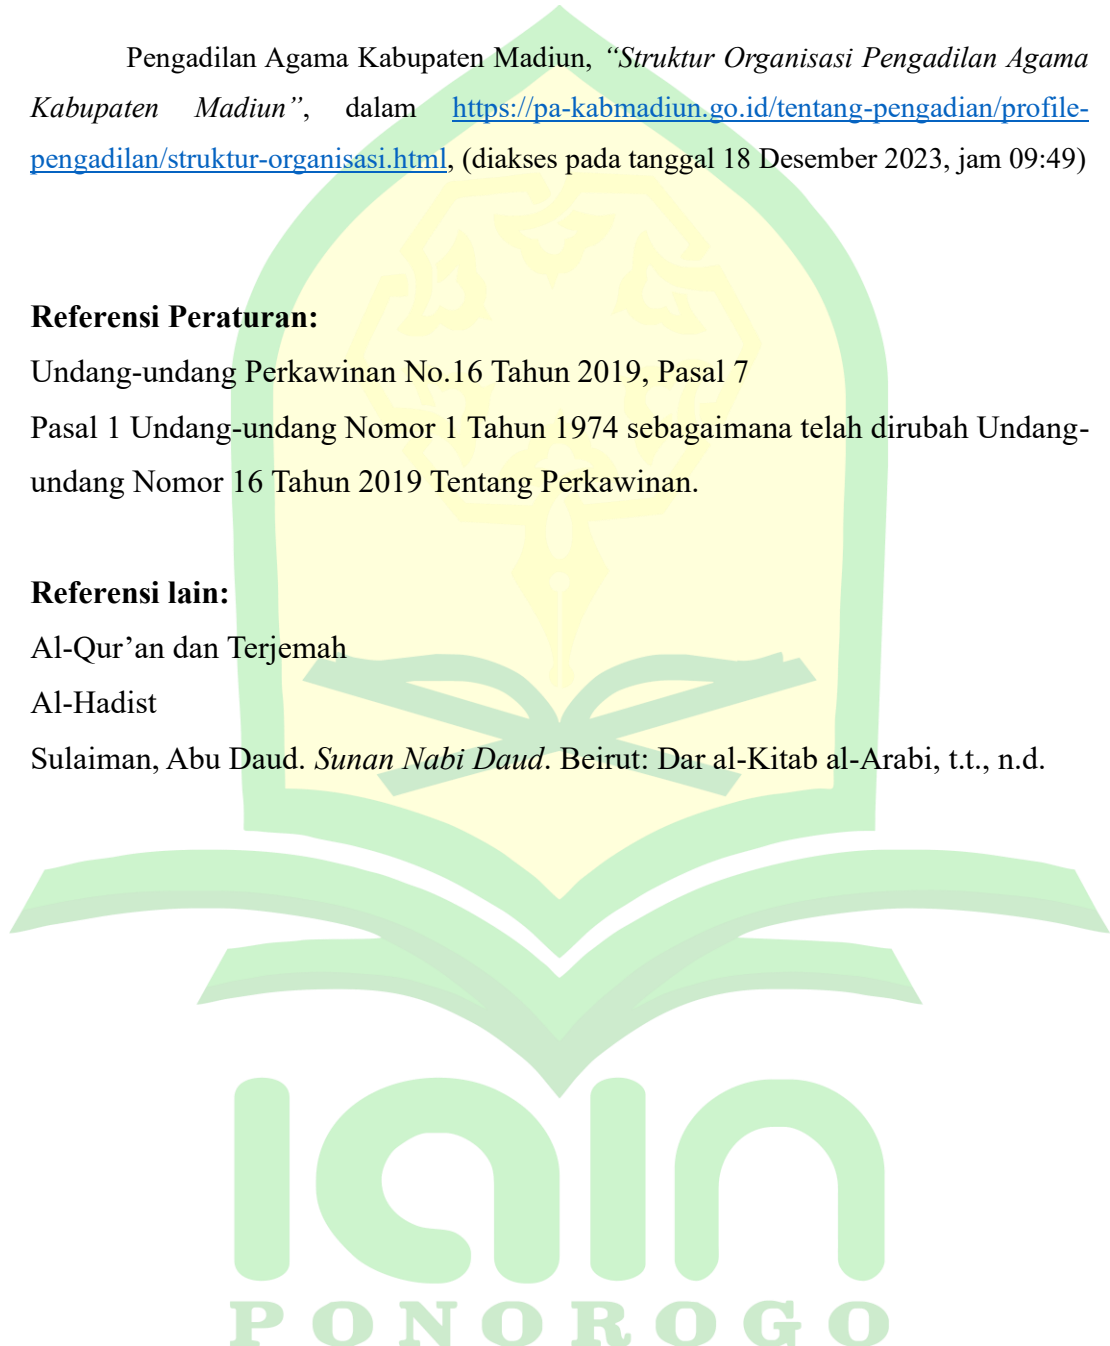 Pengadilan Agama Kabupaten Madiun, “Struktur Organisasi Pengadilan Agama
Kabupaten Madiun”, dalam https://pa-kabmadiun.go.id/tentang-pengadian/profile-
pengadilan/struktur-organisasi.html, (diakses pada tanggal 18 Desember 2023, jam 09:49)
Referensi Peraturan:
Undang-undang Perkawinan No.16 Tahun 2019, Pasal 7
Pasal 1 Undang-undang Nomor 1 Tahun 1974 sebagaimana telah dirubah Undang-
undang Nomor 16 Tahun 2019 Tentang Perkawinan.
Referensi lain:
Al-Qur’an dan Terjemah
Al-Hadist
Sulaiman, Abu Daud. Sunan Nabi Daud. Beirut: Dar al-Kitab al-Arabi, t.t., n.d.
iain
PONOROGO